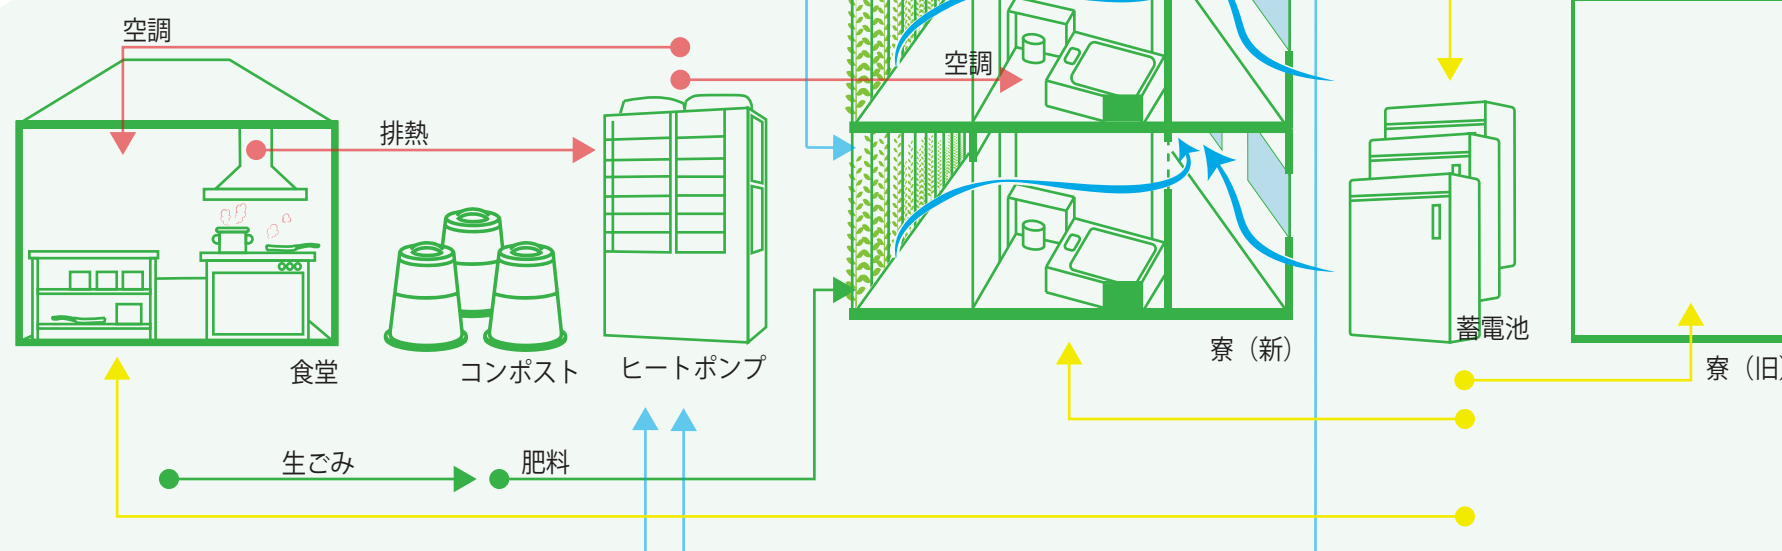 空調
空調
排熱
寮（新）
蓄電池
食堂
コンポスト
ヒートポンプ
寮（旧）
生ごみ
肥料